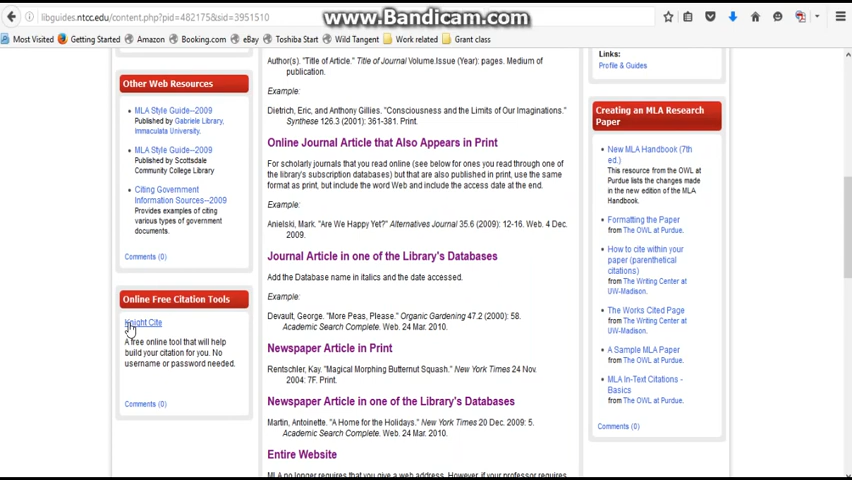 libguides.ntcc.edu/content.php?pid=482175&sid=3951510
www.Bandicam.com
Most Visited
Getting Started
Amazon
Booking.com
eBay
Toshiba Start
Wild Tangent
Work related
Grant class
Other Web Resources
MLA Style Guide--2009
Published by Gabriele Library,
Immaculata University.
MLA Style Guide--2009
Published by Scottsdale
Community College Library
Citing Government
Information Sources--2009
Provides examples of citing
various types of government
documents.
Comments (0)
Online Free Citation Tools
Knight Cite
A free online tool that will help
build your citation for you. No
username or password needed.
Comments (0)
Author(s). "Title of Article." Title of Journal Volume.Issue (Year): pages. Medium of
publication.
Example:
Dietrich, Eric, and Anthony Gillies. "Consciousness and the Limits of Our Imaginations."
Synthese 126.3 (2001): 361-381. Print.
Online Journal Article that Also Appears in Print
For scholarly journals that you read online (see below for ones you read through one of
the library's subscription databases) but that are also published in print, use the same
format as print, but include the word Web and include the access date at the end.
Example:
Anielski, Mark. "Are We Happy Yet?" Alternatives Journal 35.6 (2009): 12-16. Web. 4 Dec.
2009.
Journal Article in one of the Library's Databases
Add the Database name in italics and the date accessed.
Example:
Devault, George. "More Peas, Please." Organic Gardening 47.2 (2000): 58.
Academic Search Complete. Web. 24 Mar. 2010.
Newspaper Article in Print
Rentschler, Kay. "Magical Morphing Butternut Squash." New York Times 24 Nov.
2004: 7F. Print.
Newspaper Article in one of the Library's Databases
Martin, Antoinette. "A Home for the Holidays." New York Times 20 Dec. 2009: 5.
Academic Search Complete. Web. 24 Mar. 2010.
Entire Website
MLA no longer requires that you give a web address. However, if your professor requires
Links:
Profile & Guides
Creating an MLA Research
Paper
New MLA Handbook (7th
ed.)
This resource from the OWL at
Purdue lists the changes made
in the new edition of the MLA
Handbook.
Formatting the Paper
from The OWL at Purdue.
How to cite within your
paper (parenthetical
citations)
from The Writing Center at
UW-Madison.
The Works Cited Page
from The Writing Center at
UW-Madison.
A Sample MLA Paper
from The OWL at Purdue.
MLA In-Text Citations -
Basics
from The OWL at Purdue.
Comments (0)